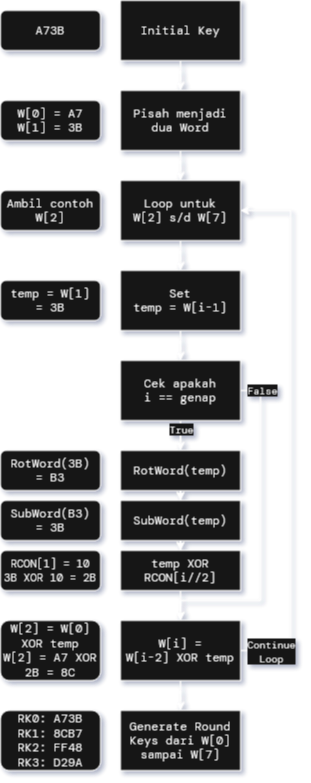 A73B
Initial Key
W[0] = A7
W[1] = 3B
Pisah menjadi
dua Word
Ambil contoh
W[2]
Loop untuk
W[2] s/d W[7]
temp = W[1]
= 3B
Set
temp = W[i-1]
Cek apakah
i == genap
False
True
RotWord(3B)
= B3
RotWord(temp)
SubWord(B3)
= 3B
SubWord(temp)
RCON[1] = 10
3B XOR 10 = 2B
temp XOR
RCON[i//2]
W[2] = W[0]
XOR temp
W[2] = A7 XOR
2B = 8C
W[i] =
W[i-2] XOR temp
Continue
Loop
RK0: A73B
RK1: 8CB7
RK2: FF48
RK3: D29A
Generate Round
Keys dari W[0]
sampai W[7]